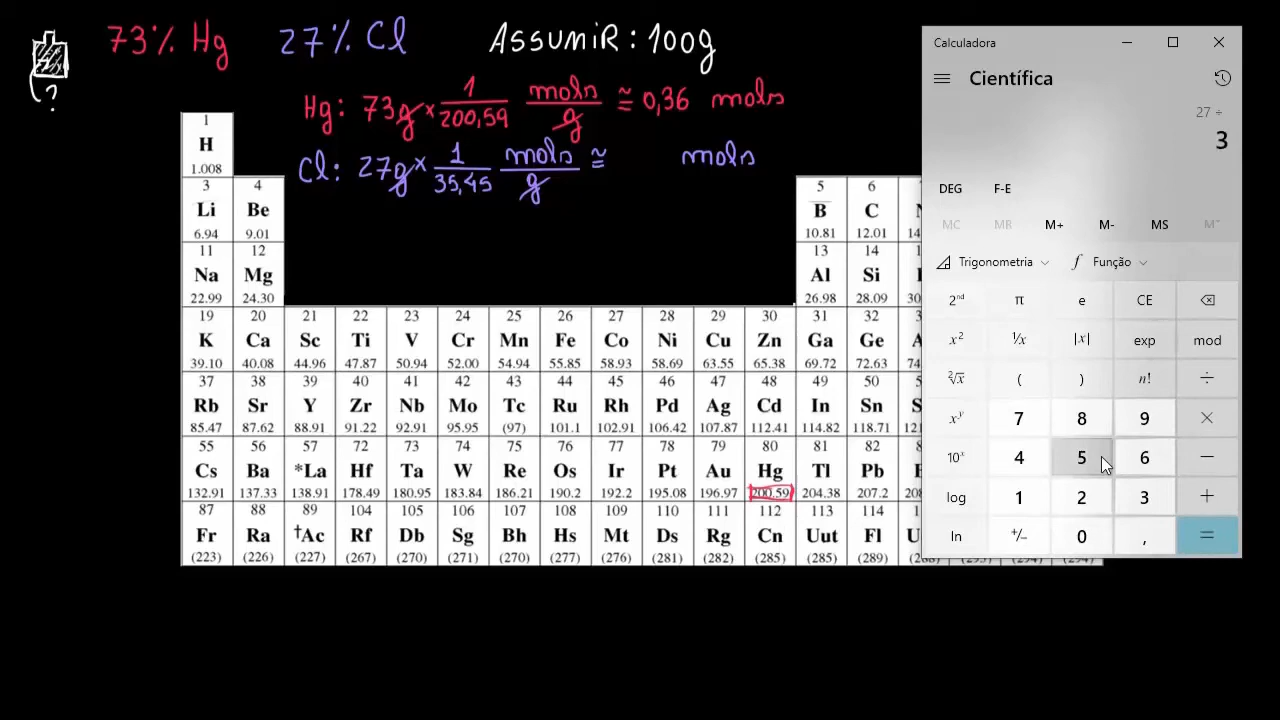 73% Hg 27% Cl ASSUMIR: 100g
?
Hg: 73g × 1/200,59 mols/g ≅ 0,36 mols
Cl: 27g × 1/35,45 mols/g ≅ mols
1
H
1.008
3 4 5 6
Li Be B C
6.94 9.01 10.81 12.01
11 12 13 14
Na Mg Al Si
22.99 24.30 26.98 28.09
19 20 21 22 23 24 25 26 27 28 29 30 31 32
K Ca Sc Ti V Cr Mn Fe Co Ni Cu Zn Ga Ge
39.10 40.08 44.96 47.87 50.94 52.00 54.94 55.85 58.93 58.69 63.55 65.38 69.72 72.63
37 38 39 40 41 42 43 44 45 46 47 48 49 50
Rb Sr Y Zr Nb Mo Tc Ru Rh Pd Ag Cd In Sn
85.47 87.62 88.91 91.22 92.91 95.95 (97) 101.1 102.91 106.42 107.87 112.41 114.82 118.71
55 56 57 72 73 74 75 76 77 78 79 80 81 82
Cs Ba *La Hf Ta W Re Os Ir Pt Au Hg Tl Pb
132.91 137.33 138.91 178.49 180.95 183.84 186.21 190.2 192.2 195.08 196.97 200.59 204.38 207.2
87 88 89 104 105 106 107 108 109 110 111 112 113 114
Fr Ra †Ac Rf Db Sg Bh Hs Mt Ds Rg Cn Uut Fl
(223) (226) (227) (267) (270) (271) (270) (277) (276) (281) (282) (285) (285) (289)
Calculadora
Científica
27 ÷
3
DEG F-E
MC MR M+ M- MS M˅
Trigonometria f Função
2ⁿᵈ π e CE
x² ¹/x |x| exp mod
²√x ( ) n! ÷
xʸ 7 8 9 ×
10ˣ 4 5 6 −
log 1 2 3 +
ln +/− 0 , =